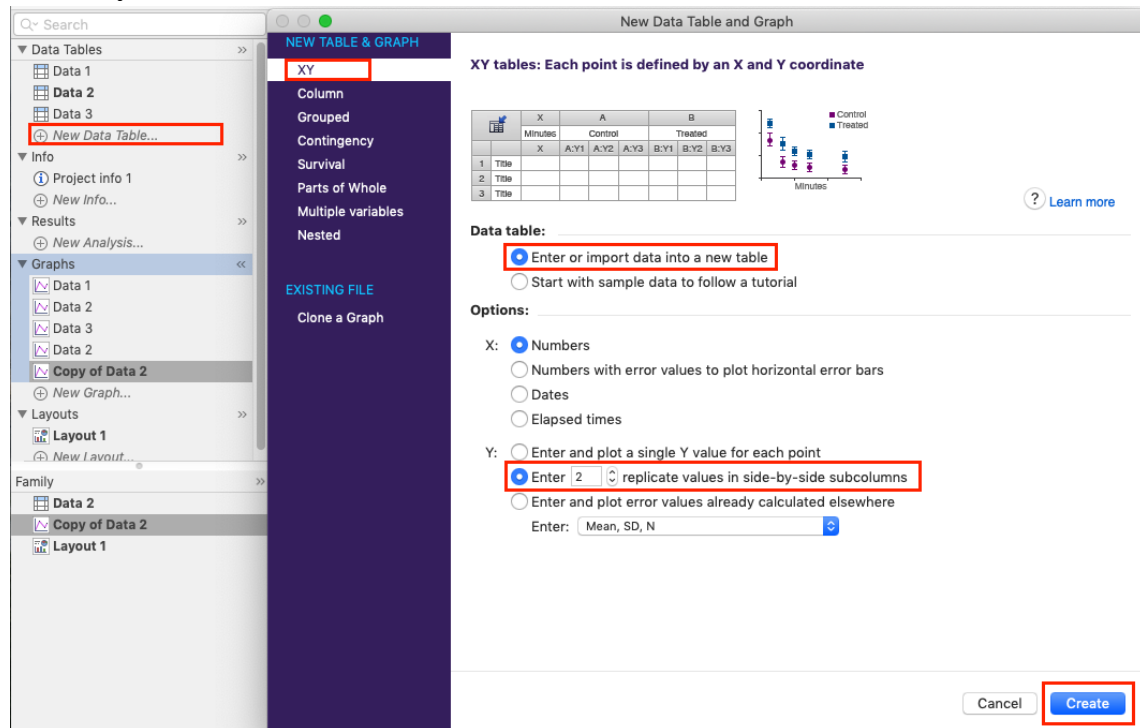 Search
Data Tables
Data 1
Data 2
Data 3
New Data Table...
Info
Project info 1
New Info...
Results
New Analysis...
Graphs
Data 1
Data 2
Data 3
Data 2
Copy of Data 2
New Graph...
Layouts
Layout 1
New Layout...
Family
Data 2
Copy of Data 2
Layout 1
New Data Table and Graph
NEW TABLE & GRAPH
XY
Column
Grouped
Contingency
Survival
Parts of Whole
Multiple variables
Nested
EXISTING FILE
Clone a Graph
XY tables: Each point is defined by an X and Y coordinate
X A B
Minutes Control Treated
X A:Y1 A:Y2 A:Y3 B:Y1 B:Y2 B:Y3
1 Title
2 Title
3 Title
Control
Treated
Minutes
? Learn more
Data table:
Enter or import data into a new table
Start with sample data to follow a tutorial
Options:
X: Numbers
Numbers with error values to plot horizontal error bars
Dates
Elapsed times
Y: Enter and plot a single Y value for each point
Enter 2 replicate values in side-by-side subcolumns
Enter and plot error values already calculated elsewhere
Enter: Mean, SD, N
Cancel Create